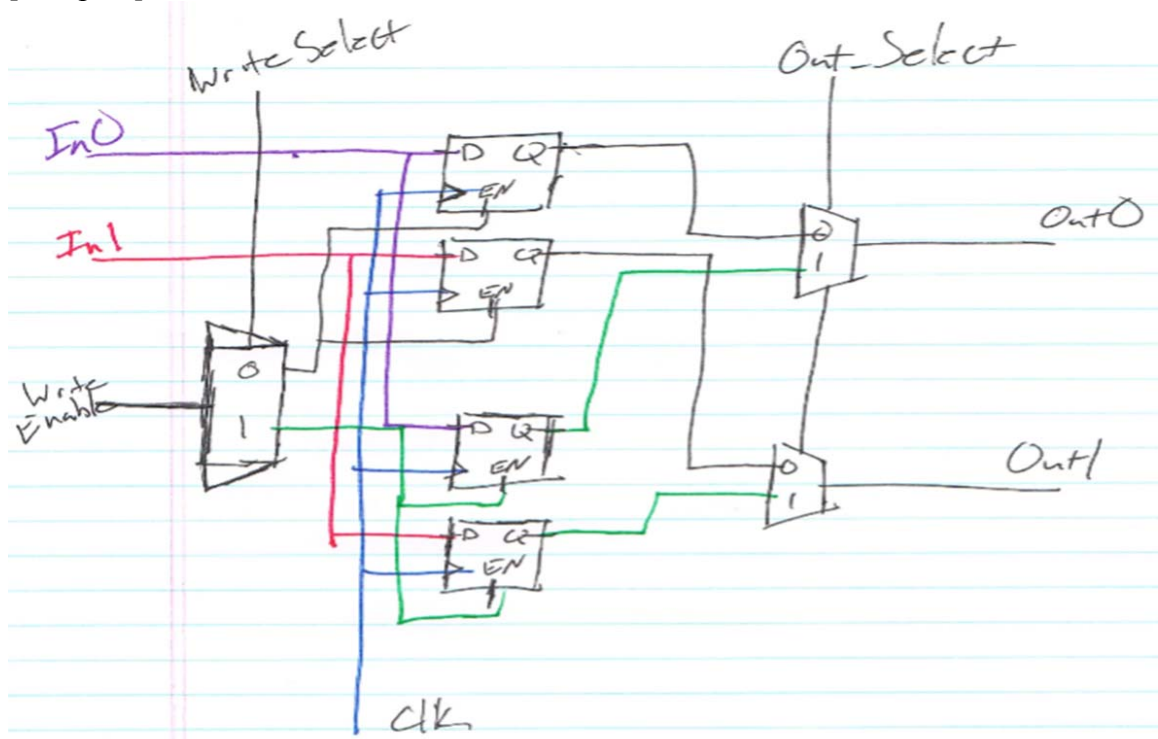 Write Select
Out_Select
In0
D Q
EN
Out0
0
1
In1
D Q
EN
0
1
Write
Enable
D Q
EN
0
1
Out1
D Q
EN
Clk